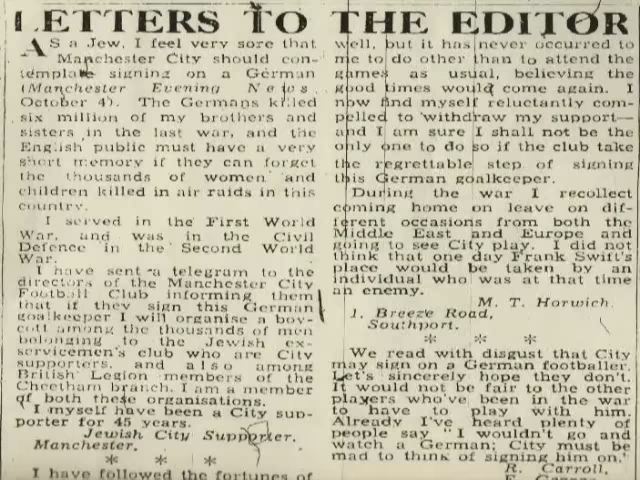 LETTERS TO THE EDITOR
AS a Jew, I feel very sore that
Manchester City should con-
template signing on a German
(Manchester Evening News
October 4). The Germans killed
six million of my brothers and
sisters in the last war, and the
English public must have a very
short memory if they can forget
the thousands of women and
children killed in air raids in this
country.
I served in the First World
War, and was in the Civil
Defence in the Second World
War.
I have sent a telegram to the
directors of the Manchester City
Football Club informing them
that if they sign this German
goalkeeper I will organise a boy-
cott among the thousands of men
belonging to the Jewish ex-
servicemen's club who are City
supporters, and also among
British Legion members of the
Cheetham branch. I am a member
of both these organisations.
I myself have been a City sup-
porter for 45 years.
Jewish City Supporter.
Manchester.
* * *
I have followed the fortunes of
well, but it has never occurred to
me to do other than to attend the
games as usual, believing the
good times would come again. I
now find myself reluctantly com-
pelled to withdraw my support—
and I am sure I shall not be the
only one to do so if the club take
the regrettable step of signing
this German goalkeeper.
During the war I recollect
coming home on leave on dif-
ferent occasions from both the
Middle East and Europe and
going to see City play. I did not
think that one day Frank Swift's
place would be taken by an
individual who was at that time
an enemy.
M. T. Horwich.
1, Breeze Road,
Southport.
* * *
We read with disgust that City
may sign on a German footballer.
Let's sincerely hope they don't.
It would not be fair to the other
players who've been in the war
to have to play with him.
Already I've heard plenty of
people say "I wouldn't go and
watch a German; City must be
mad to think of signing him on."
R. Carroll,